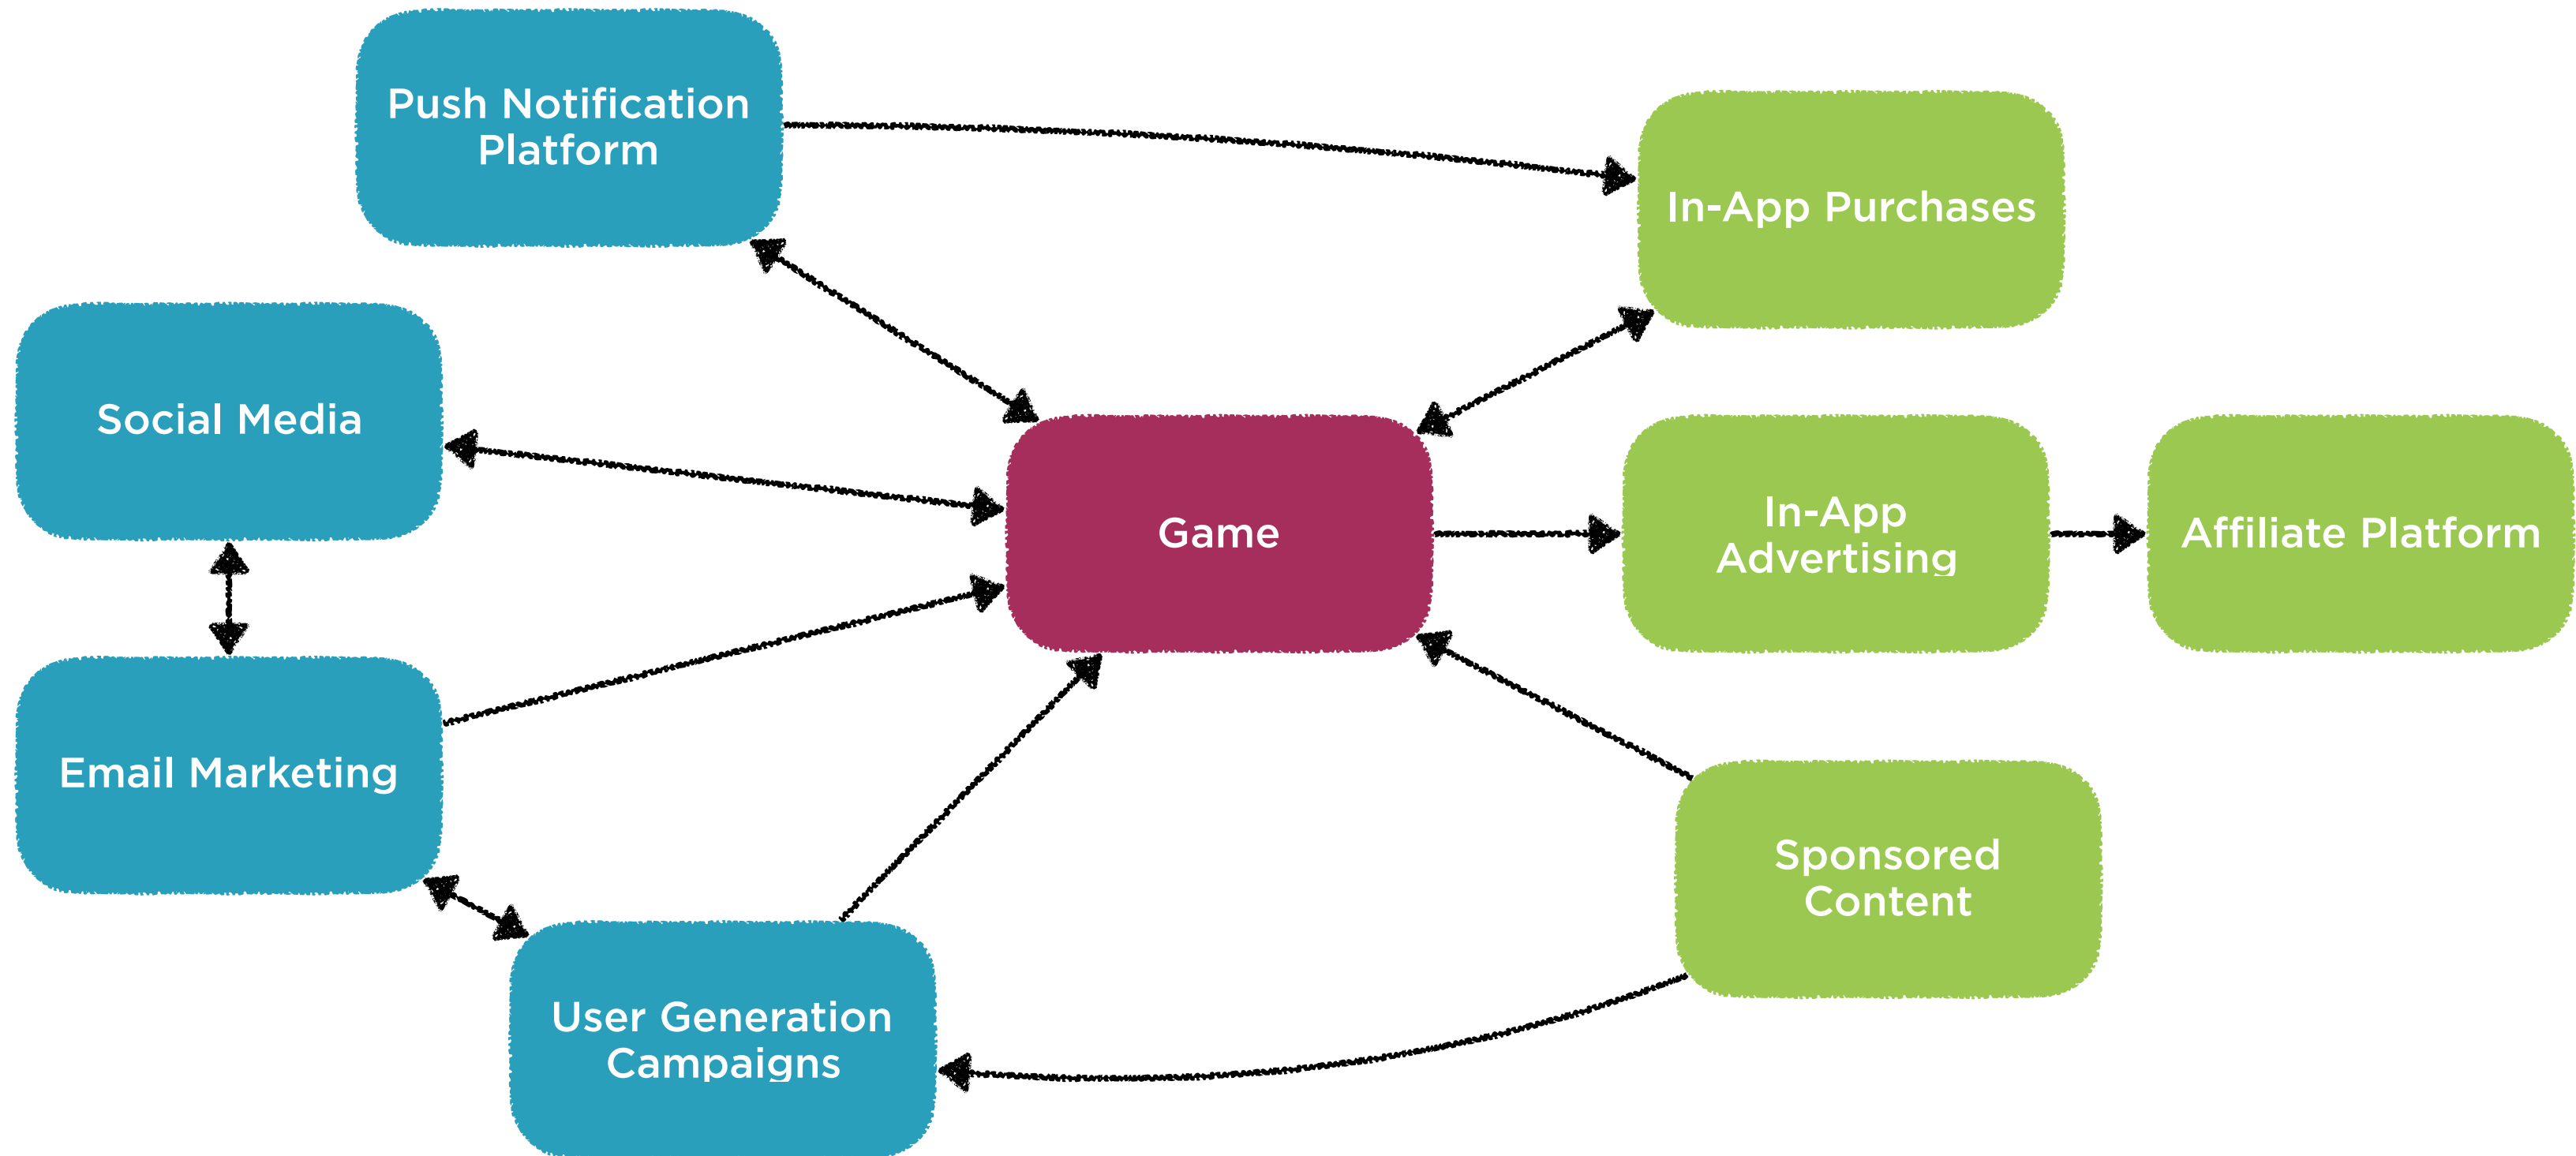 Push Notification
Platform
In-App Purchases
Social Media
Game
In-App
Advertising
Affiliate Platform
Email Marketing
Sponsored
Content
User Generation
Campaigns